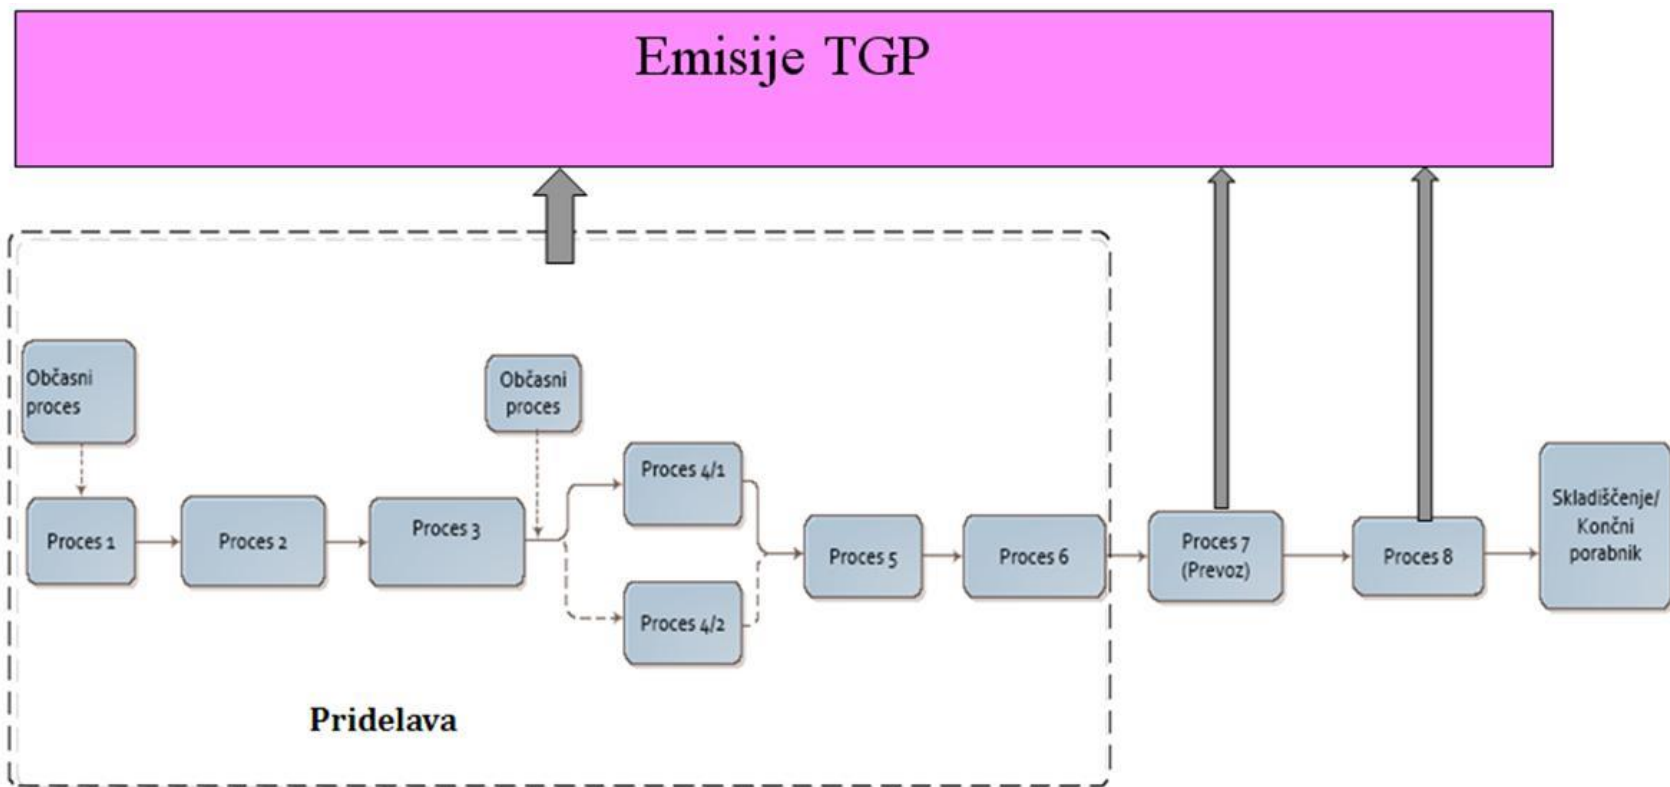 Emisije TGP
Občasni
proces
Občasni
proces
Proces 1
Proces 2
Proces 3
Proces 4/1
Proces 4/2
Proces 5
Proces 6
Proces 7
(Prevoz)
Proces 8
Skladiščenje/
Končni
porabnik
Pridelava